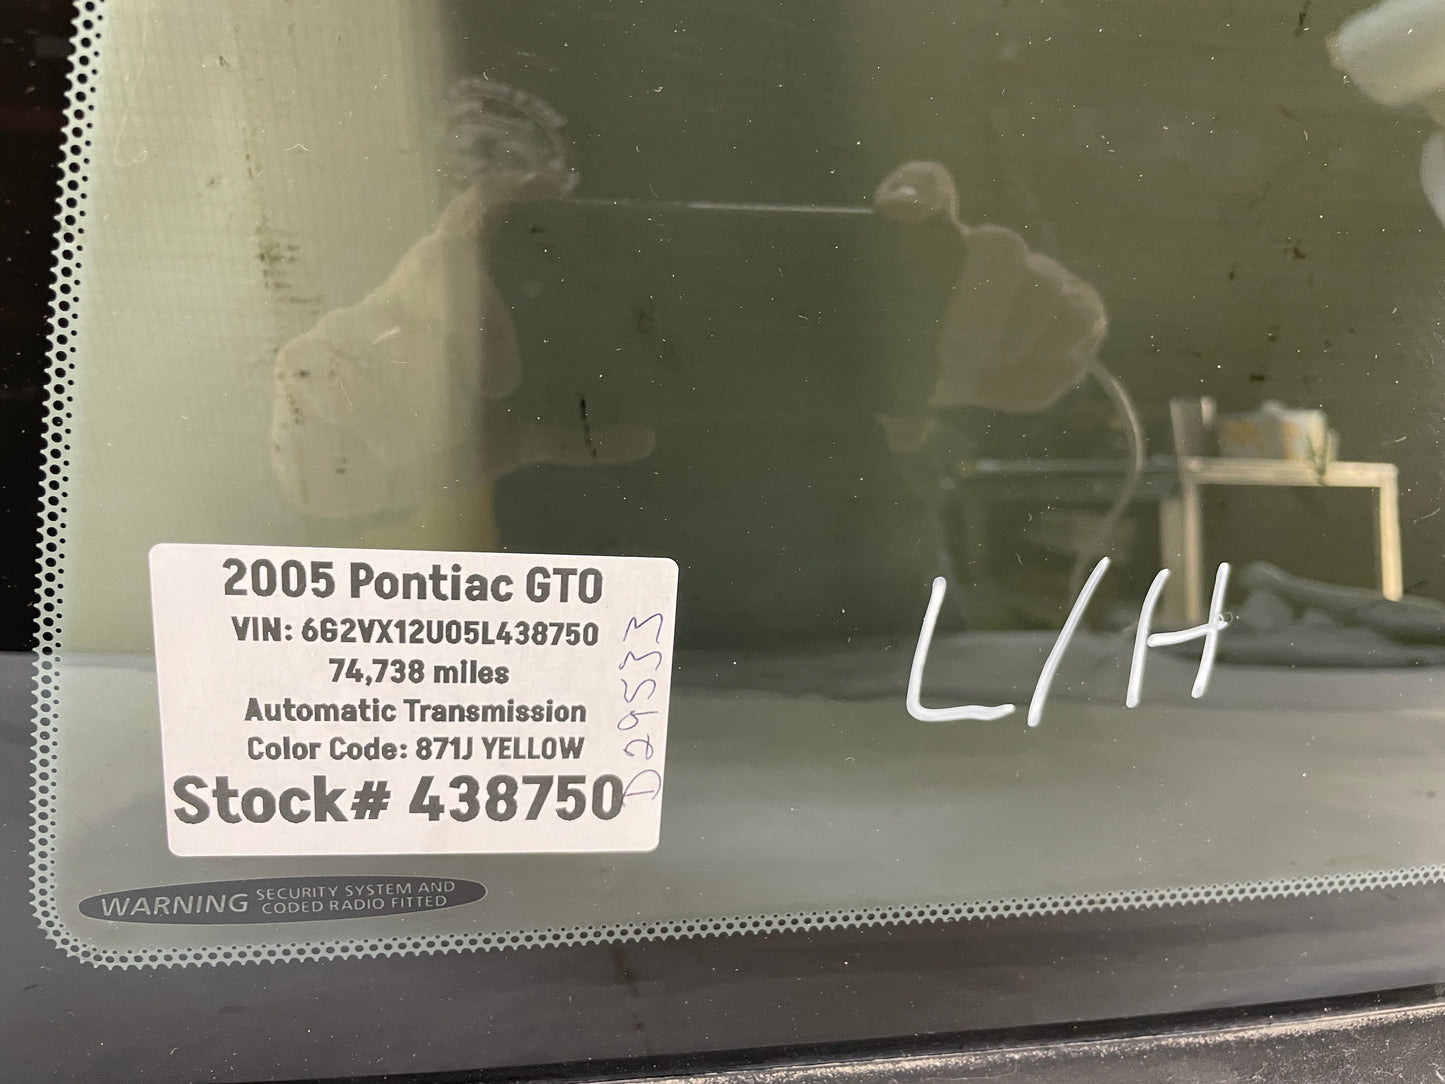 2005 Pontiac GTO
VIN: 6G2VX12U05L438750
74,738 miles
Automatic Transmission
Color Code: 871J YELLOW
Stock# 438750
D29533
L/H
WARNING SECURITY SYSTEM AND
CODED RADIO FITTED